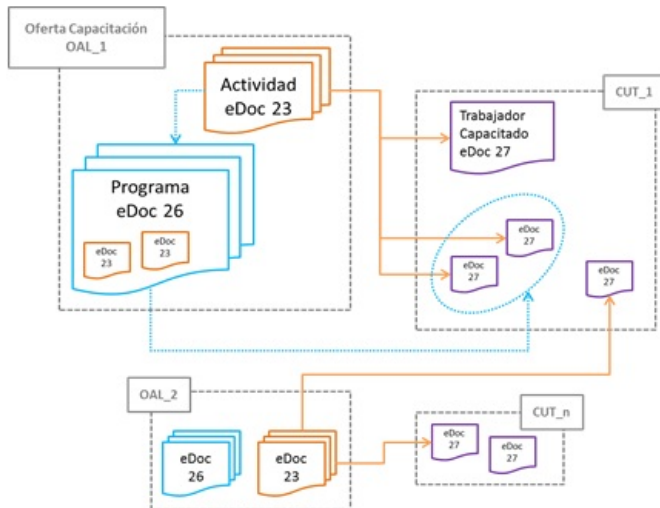 Oferta Capacitación
OAL_1
Actividad
eDoc 23
Programa
eDoc 26
eDoc
23
eDoc
23
CUT_1
Trabajador
Capacitado
eDoc 27
eDoc
27
eDoc
27
eDoc
27
OAL_2
eDoc
26
eDoc
23
CUT_n
eDoc
27
eDoc
27